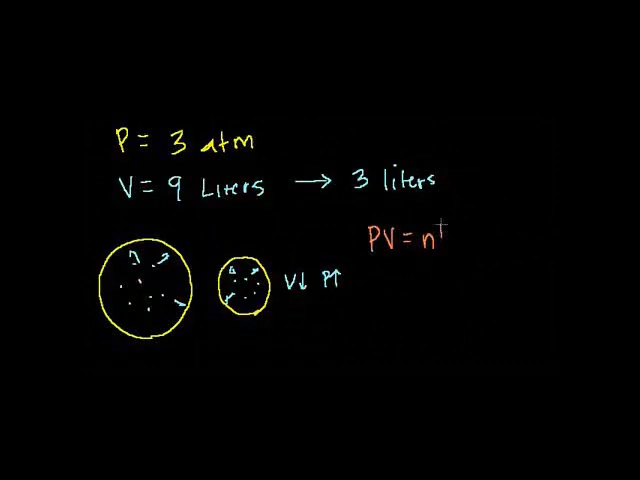 P = 3 atm
V = 9 Liters → 3 liters
PV = n
V↓ P↑